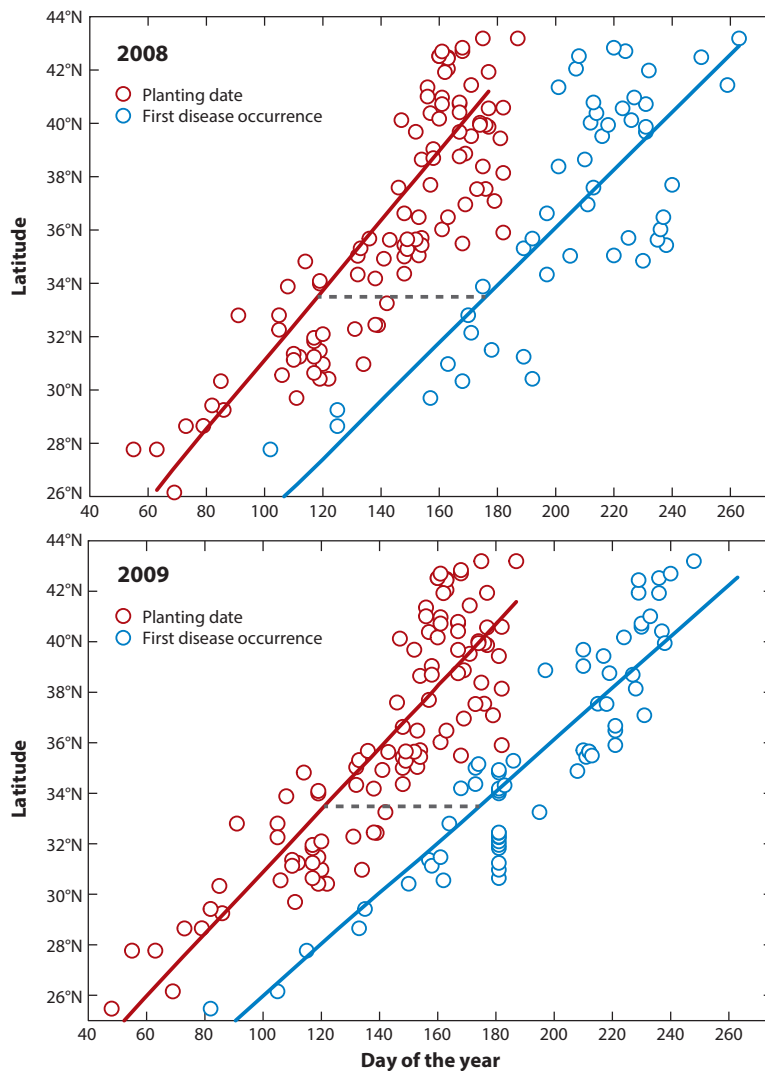 44°N
42°N
40°N
38°N
36°N
34°N
32°N
30°N
28°N
26°N
Latitude
2008
Planting date
First disease occurrence
40 60 80 100 120 140 160 180 200 220 240 260
44°N
42°N
40°N
38°N
36°N
34°N
32°N
30°N
28°N
26°N
Latitude
2009
Planting date
First disease occurrence
40 60 80 100 120 140 160 180 200 220 240 260
Day of the year